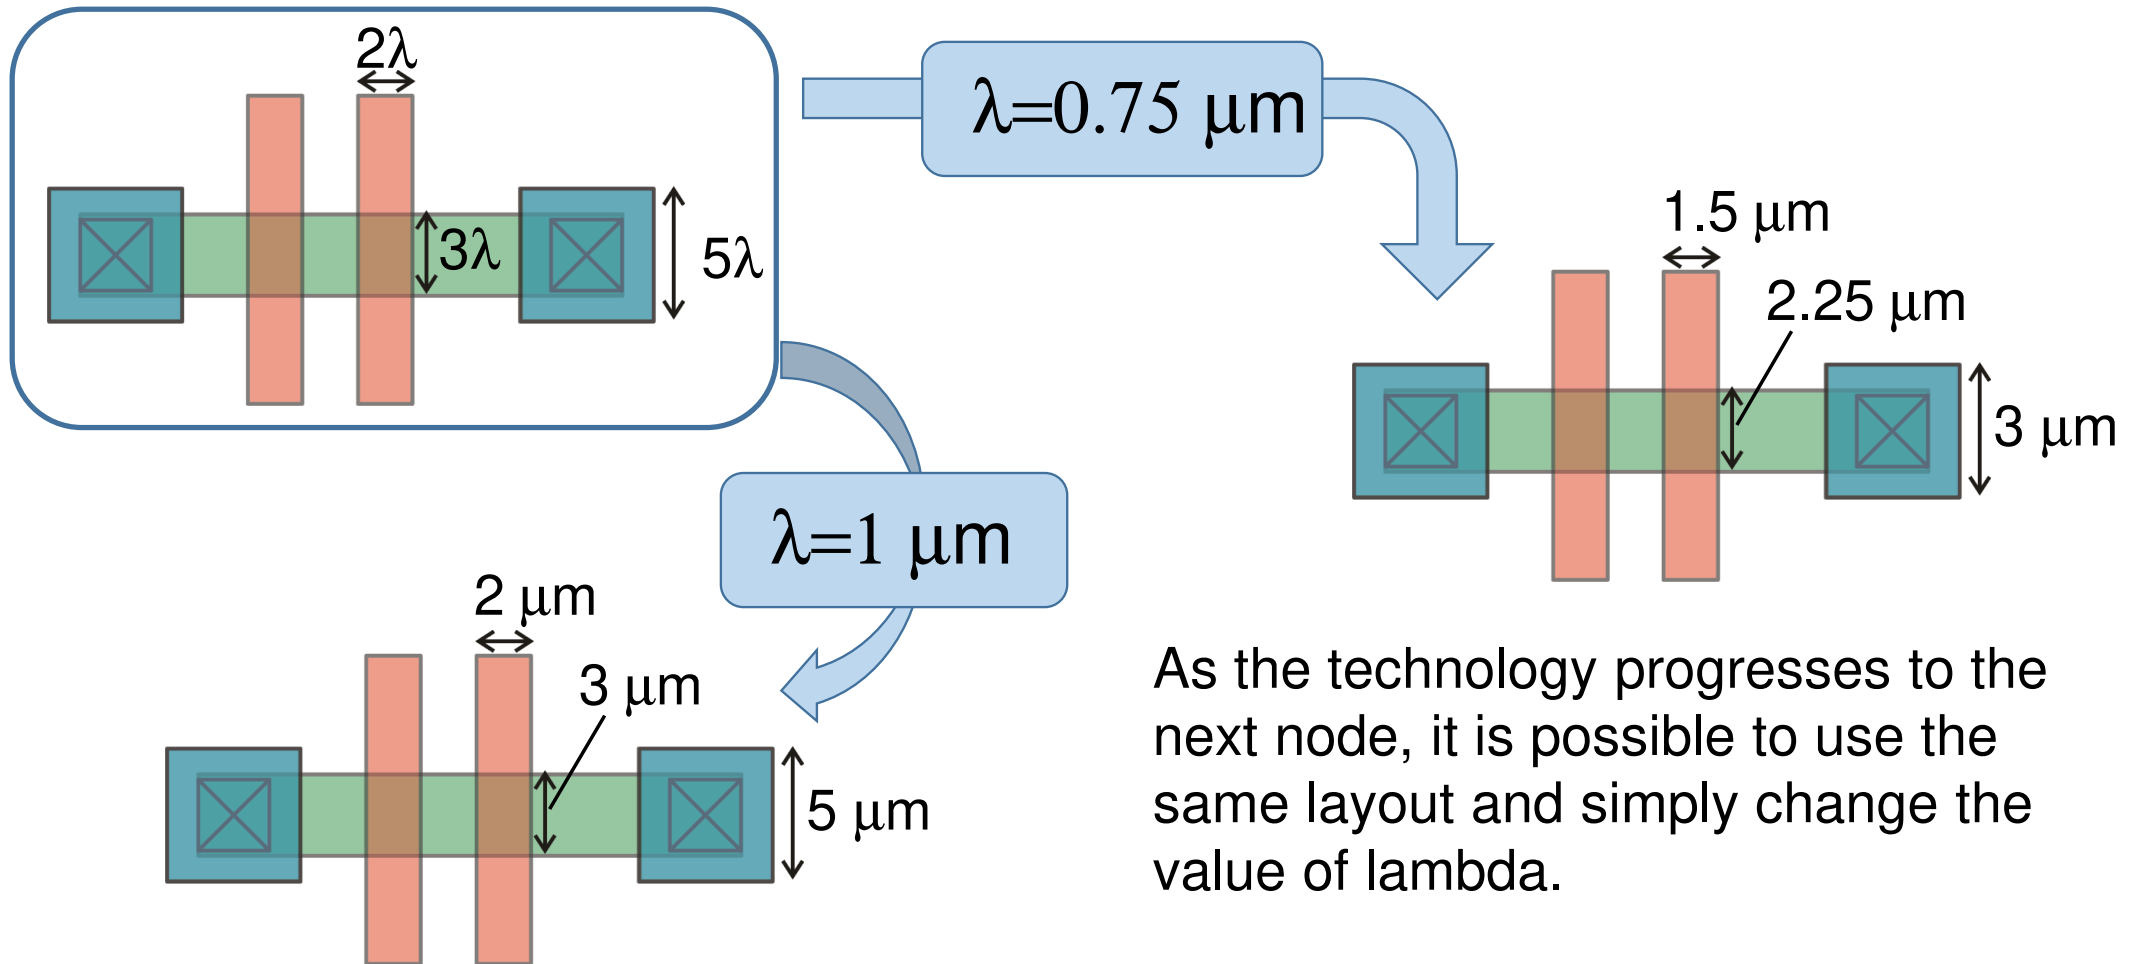 2λ
3λ
5λ
λ=0.75 μm
1.5 μm
2.25 μm
3 μm
λ=1 μm
2 μm
3 μm
5 μm
As the technology progresses to the
next node, it is possible to use the
same layout and simply change the
value of lambda.